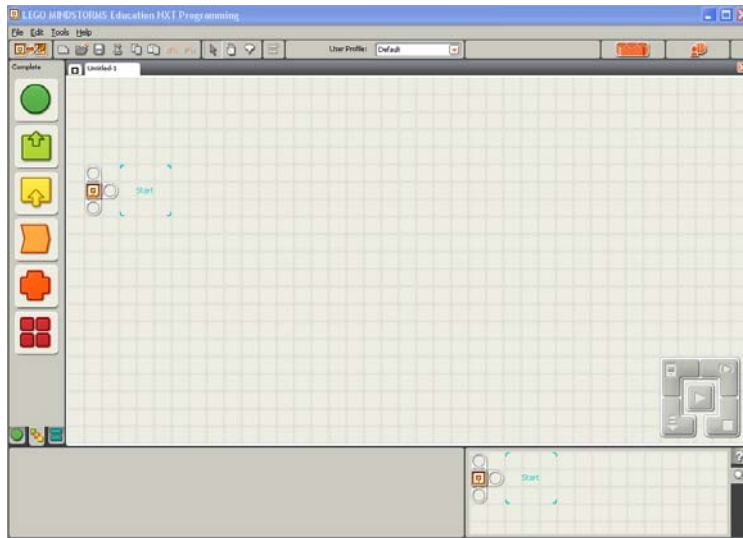 LEGO MINDSTORMS Education NXT Programming
File Edit Tools Help
User Profile: Default
Complete
Untitled-1
Start
Start
?